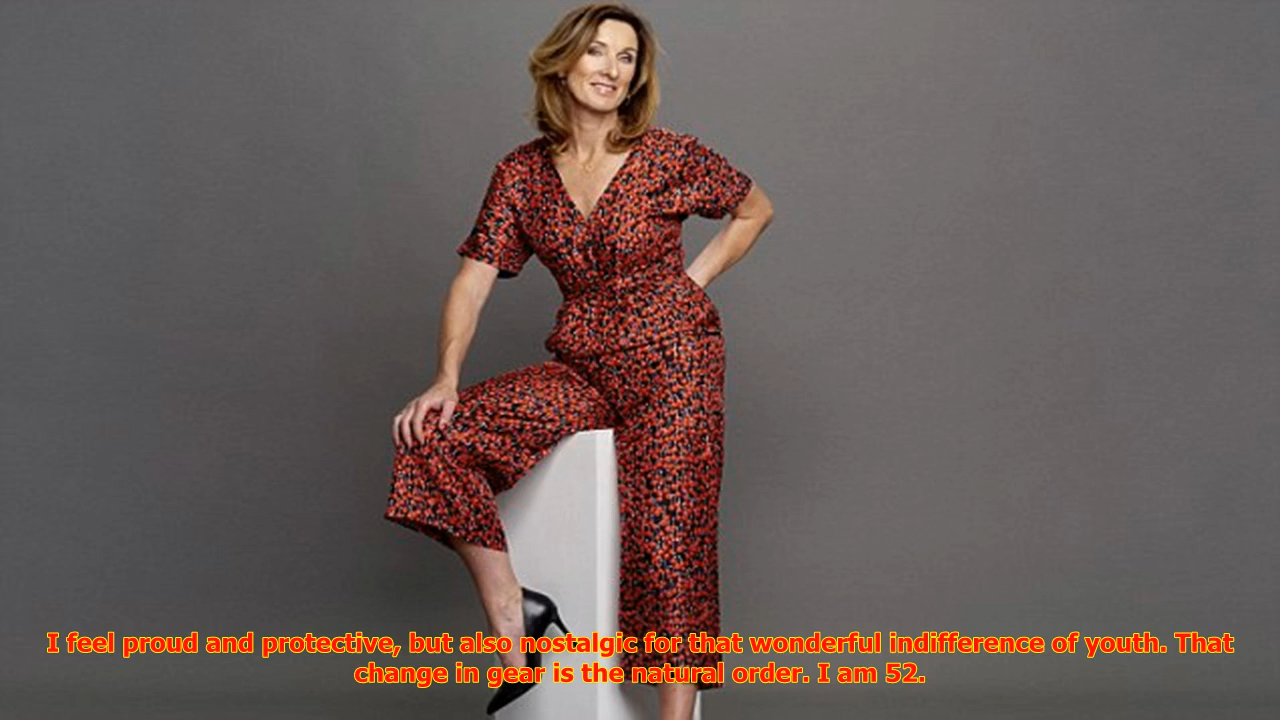 I feel proud and protective, but also nostalgic for that wonderful indifference of youth. That
change in gear is the natural order. I am 52.